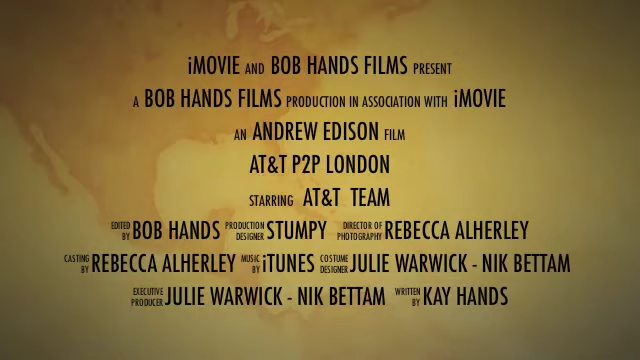 iMOVIE AND BOB HANDS FILMS PRESENT
A BOB HANDS FILMS PRODUCTION IN ASSOCIATION WITH iMOVIE
AN ANDREW EDISON FILM
AT&T P2P LONDON
STARRING AT&T TEAM
EDITED BY BOB HANDS PRODUCTION DESIGNER STUMPY DIRECTOR OF PHOTOGRAPHY REBECCA ALHERLEY
CASTING BY REBECCA ALHERLEY MUSIC BY iTUNES COSTUME DESIGNER JULIE WARWICK - NIK BETTAM
EXECUTIVE PRODUCER JULIE WARWICK - NIK BETTAM WRITTEN BY KAY HANDS